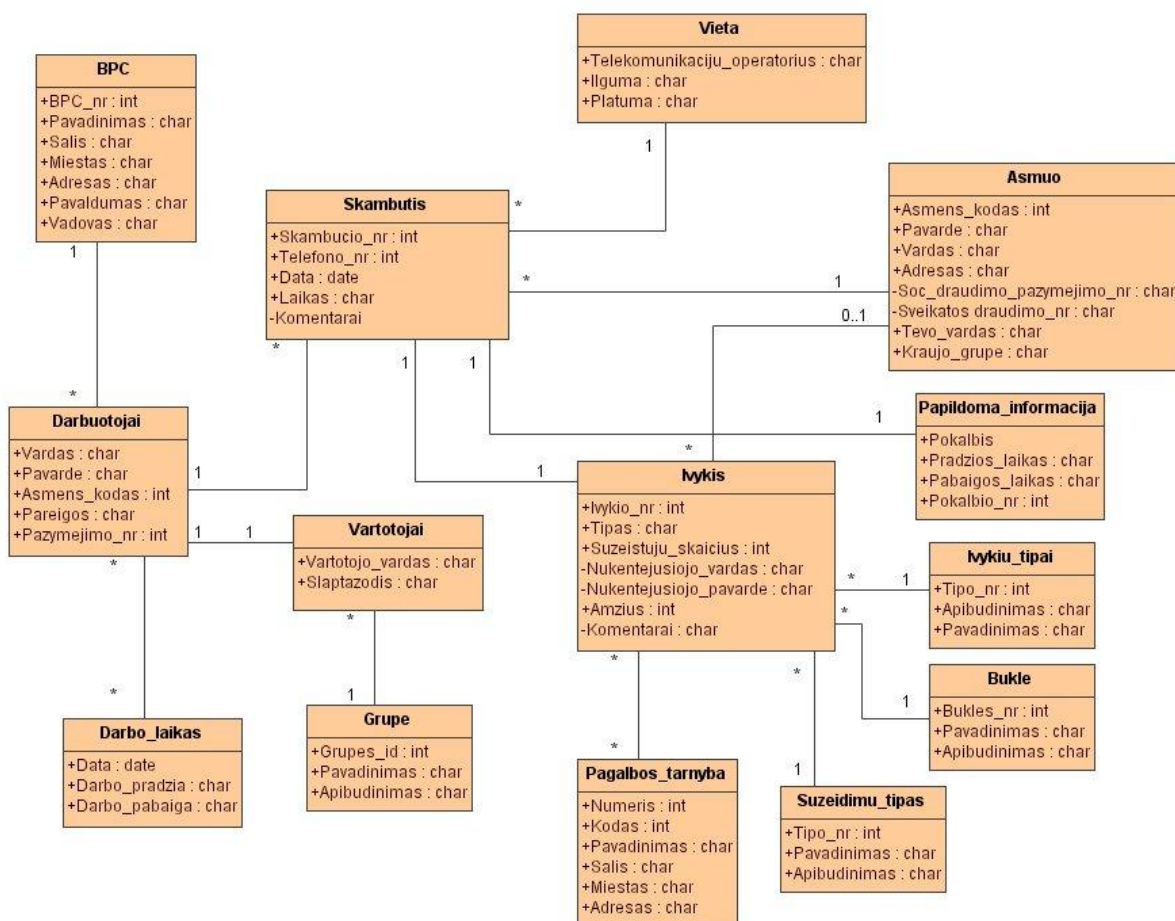 Vieta
+Telekomunikaciju_operatorius : char
+Ilguma : char
+Platuma : char
1
*
BPC
+BPC_nr : int
+Pavadinimas : char
+Salis : char
+Miestas : char
+Adresas : char
+Pavaldumas : char
+Vadovas : char
1
*
Skambutis
+Skambucio_nr : int
+Telefono_nr : int
+Data : date
+Laikas : char
-Komentarai
*
1
*
1
1
Asmuo
+Asmens_kodas : int
+Pavarde : char
+Vardas : char
+Adresas : char
-Soc_draudimo_pazymejimo_nr : char
-Sveikatos draudimo_nr : char
+Tevo_vardas : char
+Kraujo_grupe : char
0..1
*
Darbuotojai
+Vardas : char
+Pavarde : char
+Asmens_kodas : int
+Pareigos : char
+Pazymejimo_nr : int
1
1
1
*
*
Papildoma_informacija
+Pokalbis
+Pradzios_laikas : char
+Pabaigos_laikas : char
+Pokalbio_nr : int
1
1
Ivykis
+Ivykio_nr : int
+Tipas : char
+Suzeistuju_skaicius : int
-Nukentejusiojo_vardas : char
-Nukentejusiojo_pavarde : char
+Amzius : int
-Komentarai : char
*
1
*
1
*
*
*
1
Vartotojai
+Vartotojo_vardas : char
+Slaptazodis : char
*
1
Ivykiu_tipai
+Tipo_nr : int
+Apibudinimas : char
+Pavadinimas : char
Bukle
+Bukles_nr : int
+Pavadinimas : char
+Apibudinimas : char
Darbo_laikas
+Data : date
+Darbo_pradzia : char
+Darbo_pabaiga : char
Grupe
+Grupes_id : int
+Pavadinimas : char
+Apibudinimas : char
Pagalbos_tarnyba
+Numeris : int
+Kodas : int
+Pavadinimas : char
+Salis : char
+Miestas : char
+Adresas : char
Suzeidimu_tipas
+Tipo_nr : int
+Pavadinimas : char
+Apibudinimas : char